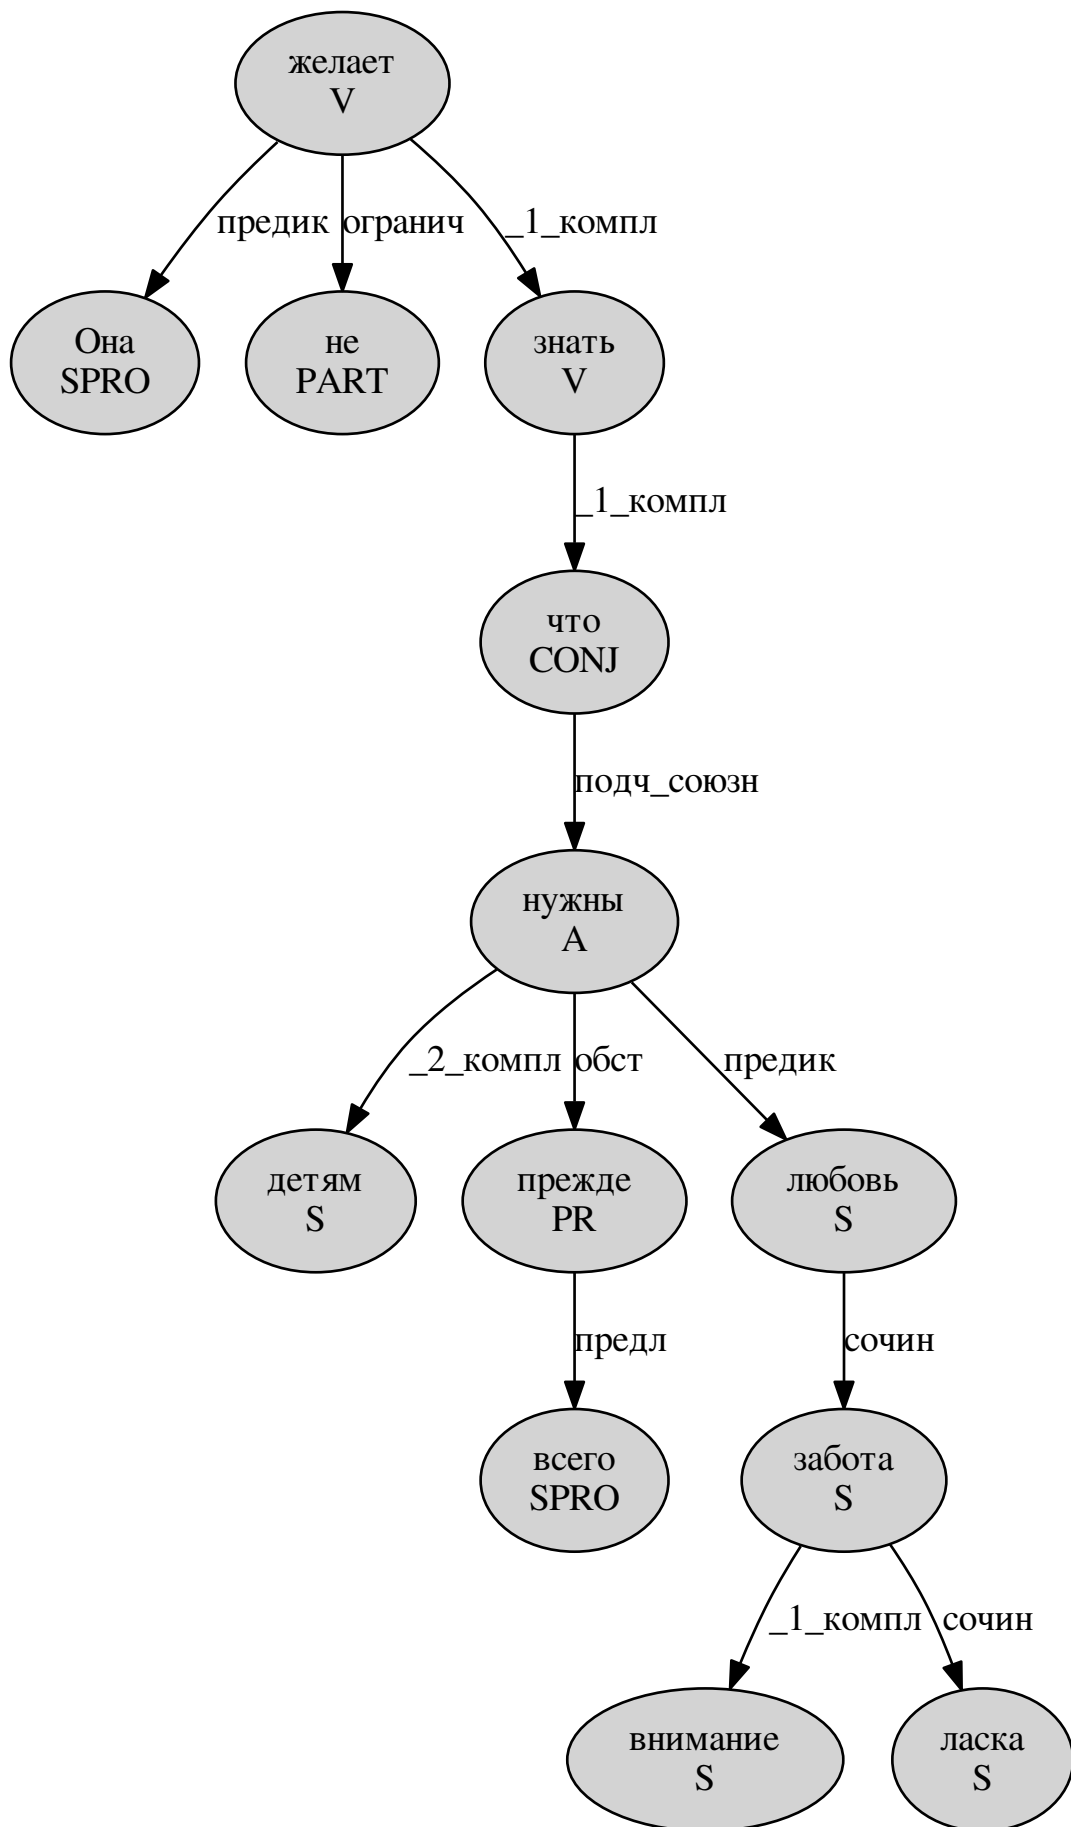 желает
V
предик
огранич
_1_компл
Она
SPRO
не
PART
знать
V
_1_компл
что
CONJ
подч_союзн
нужны
A
_2_компл
обст
предик
детям
S
прежде
PR
любовь
S
предл
сочин
всего
SPRO
забота
S
_1_компл
сочин
внимание
S
ласка
S